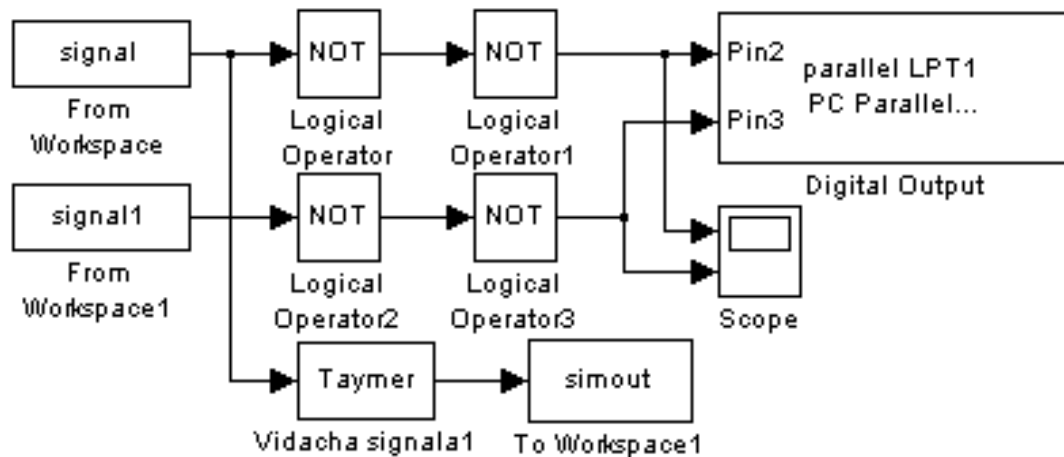 signal
From
Workspace
NOT
Logical
Operator
NOT
Logical
Operator1
Pin2
Pin3
parallel LPT1
PC Parallel...
Digital Output
signal1
From
Workspace1
NOT
Logical
Operator2
NOT
Logical
Operator3
Scope
Taymer
Vidacha signala1
simout
To Workspace1